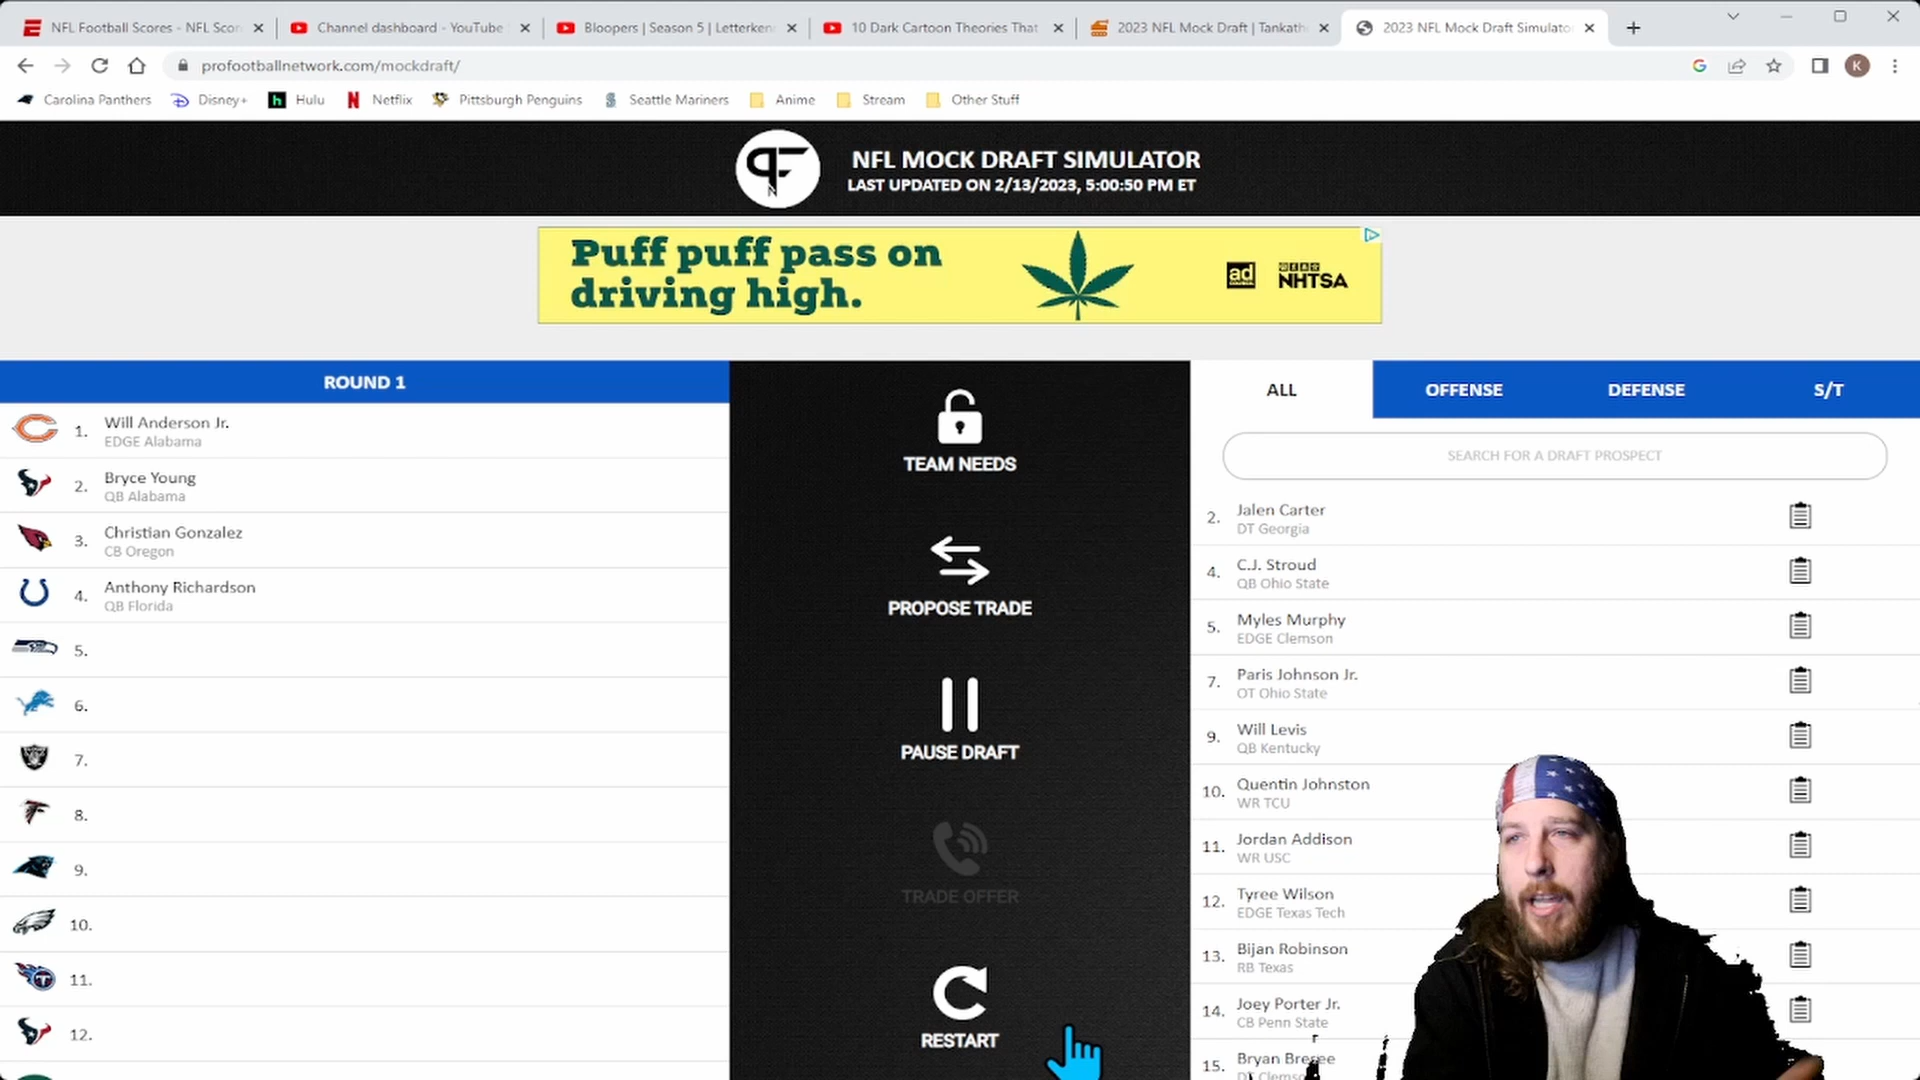 NFL Football Scores - NFL Scor
Channel dashboard - YouTube
Bloopers | Season 5 | Letterken
10 Dark Cartoon Theories That
2023 NFL Mock Draft | Tankath
2023 NFL Mock Draft Simulato
profootballnetwork.com/mockdraft/
K
Carolina Panthers
Disney+
Hulu
Netflix
Pittsburgh Penguins
Seattle Mariners
Anime
Stream
Other Stuff
NFL MOCK DRAFT SIMULATOR
LAST UPDATED ON 2/13/2023, 5:00:50 PM ET
Puff puff pass on
driving high.
ad
NHTSA
ROUND 1
1. Will Anderson Jr.
EDGE Alabama
2. Bryce Young
QB Alabama
3. Christian Gonzalez
CB Oregon
4. Anthony Richardson
QB Florida
5.
6.
7.
8.
9.
10.
11.
12.
TEAM NEEDS
PROPOSE TRADE
PAUSE DRAFT
TRADE OFFER
RESTART
ALL
OFFENSE
DEFENSE
S/T
SEARCH FOR A DRAFT PROSPECT
2. Jalen Carter
DT Georgia
4. C.J. Stroud
QB Ohio State
5. Myles Murphy
EDGE Clemson
7. Paris Johnson Jr.
OT Ohio State
9. Will Levis
QB Kentucky
10. Quentin Johnston
WR TCU
11. Jordan Addison
WR USC
12. Tyree Wilson
EDGE Texas Tech
13. Bijan Robinson
RB Texas
14. Joey Porter Jr.
CB Penn State
15. Bryan Bresee
DT Clemson